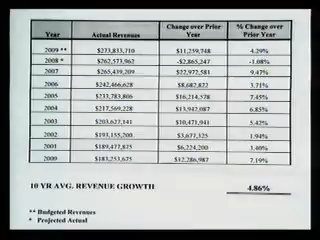 Year Actual Revenues Change over Prior Year % Change over Prior Year
2009 ** $273,833,710 $11,259,748 4.29%
2008 * $262,573,962 -$2,865,247 -1.08%
2007 $265,439,209 $22,972,581 9.47%
2006 $242,466,628 $8,682,822 3.71%
2005 $233,783,806 $16,214,578 7.45%
2004 $217,569,228 $13,942,087 6.85%
2003 $203,627,141 $10,471,941 5.42%
2002 $193,155,200 $3,677,325 1.94%
2001 $189,477,875 $6,224,200 3.40%
2000 $183,253,675 $12,286,987 7.19%
10 YR AVG. REVENUE GROWTH 4.86%
** Budgeted Revenues
* Projected Actual